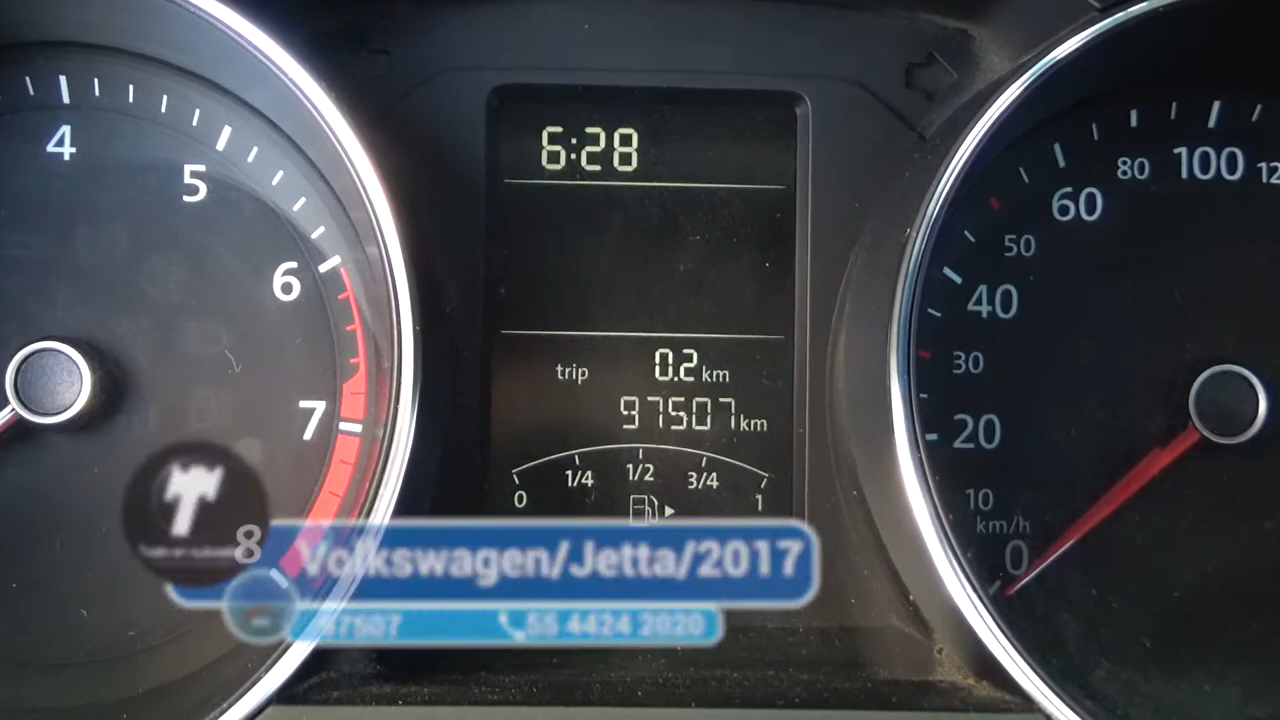 4
5
6
7
8
6:28
trip 0.2 km
97507 km
0 1/4 1/2 3/4 1
100
80
60
50
40
30
20
10
km/h
0
Volkswagen/Jetta/2017
97507 55 4424 2020